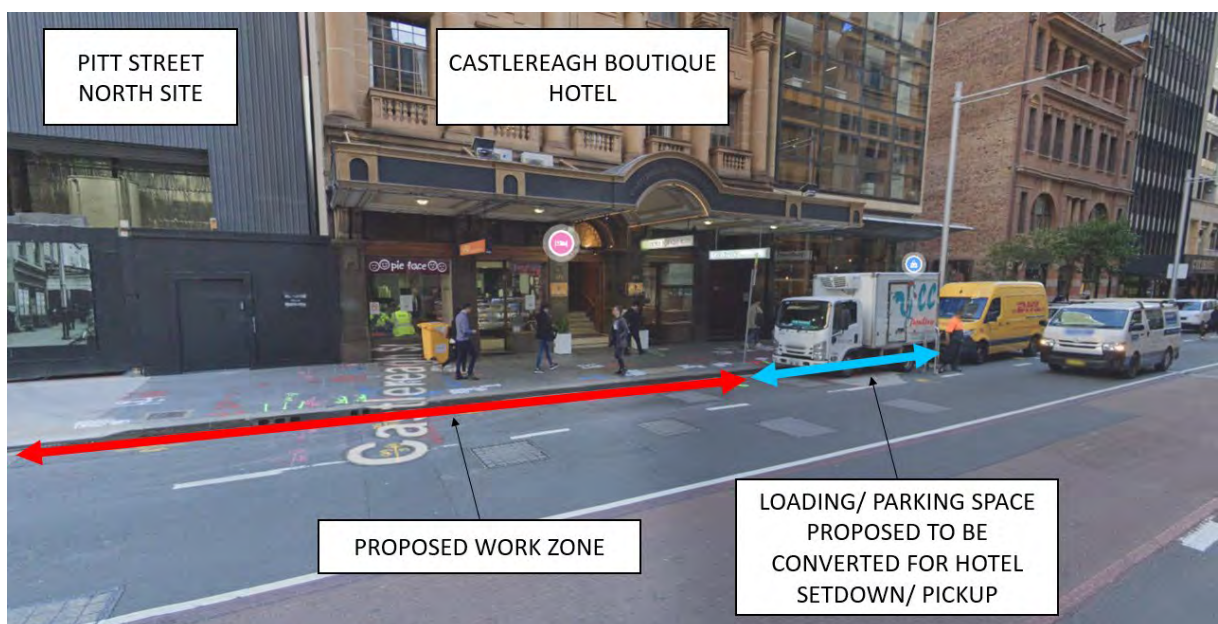 PITT STREET
NORTH SITE
CASTLEREAGH BOUTIQUE
HOTEL
pie face
DHL
Castlereagh S
PROPOSED WORK ZONE
LOADING/ PARKING SPACE
PROPOSED TO BE
CONVERTED FOR HOTEL
SETDOWN/ PICKUP